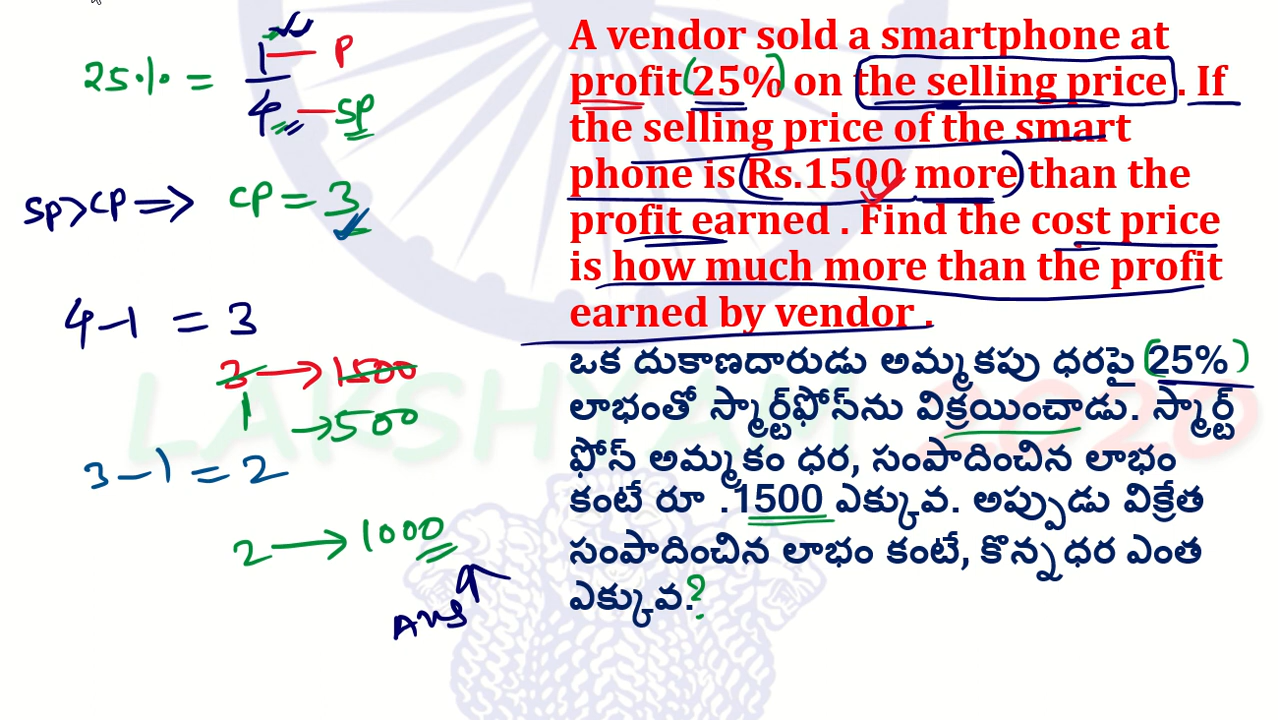 25% = 1/4
P
SP
SP>CP ⇒ CP = 3
4-1 = 3
3 → 1500
1 → 500
3-1 = 2
2 → 1000
Ans
A vendor sold a smartphone at
profit (25%) on the selling price . If
the selling price of the smart
phone is (Rs.1500 more) than the
profit earned . Find the cost price
is how much more than the profit
earned by vendor .
ఒక దుకాణదారుడు అమ్మకపు ధరపై (25%)
లాభంతో స్మార్ట్‌ఫోన్‌ను విక్రయించాడు. స్మార్ట్
ఫోన్ అమ్మకం ధర, సంపాదించిన లాభం
కంటే రూ .1500 ఎక్కువ. అప్పుడు విక్రేత
సంపాదించిన లాభం కంటే, కొన్నధర ఎంత
ఎక్కువ.?
LAKSHYAM 2020